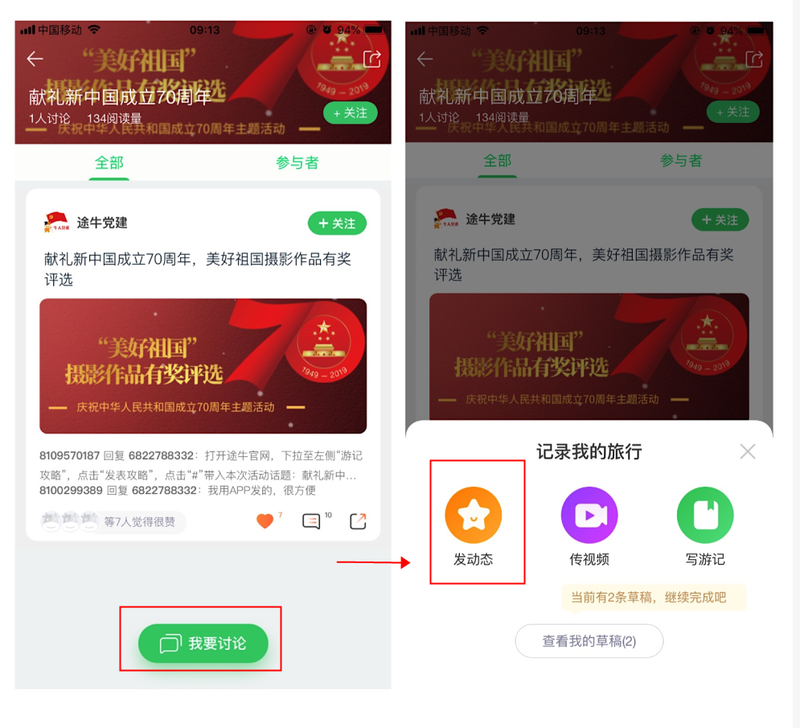 中国移动
09:13
94%
“美好祖国”
摄影作品有奖评选
献礼新中国成立70周年
1949 — 2019
1人讨论 134阅读量
+ 关注
庆祝中华人民共和国成立70周年主题活动
全部
参与者
途牛党建
+ 关注
献礼新中国成立70周年，美好祖国摄影作品有奖
评选
“美好祖国”
摄影作品有奖评选
1949 — 2019
庆祝中华人民共和国成立70周年主题活动
8109570187 回复 6822788332：打开途牛官网，下拉至左侧“游记
攻略”，点击“发表攻略”，点击“#”带入本次活动话题：献礼新中...
8100299389 回复 6822788332：我用APP发的，很方便
等7人觉得很赞
7
10
我要讨论
中国移动
09:13
94%
“美好祖国”
摄影作品有奖评选
献礼新中国成立70周年
1949 — 2019
1人讨论 134阅读量
+ 关注
庆祝中华人民共和国成立70周年主题活动
全部
参与者
途牛党建
+ 关注
献礼新中国成立70周年，美好祖国摄影作品有奖
评选
“美好祖国”
摄影作品有奖评选
1949 — 2019
庆祝中华人民共和国成立70周年主题活动
记录我的旅行
发动态
传视频
写游记
当前有2条草稿，继续完成吧
查看我的草稿(2)